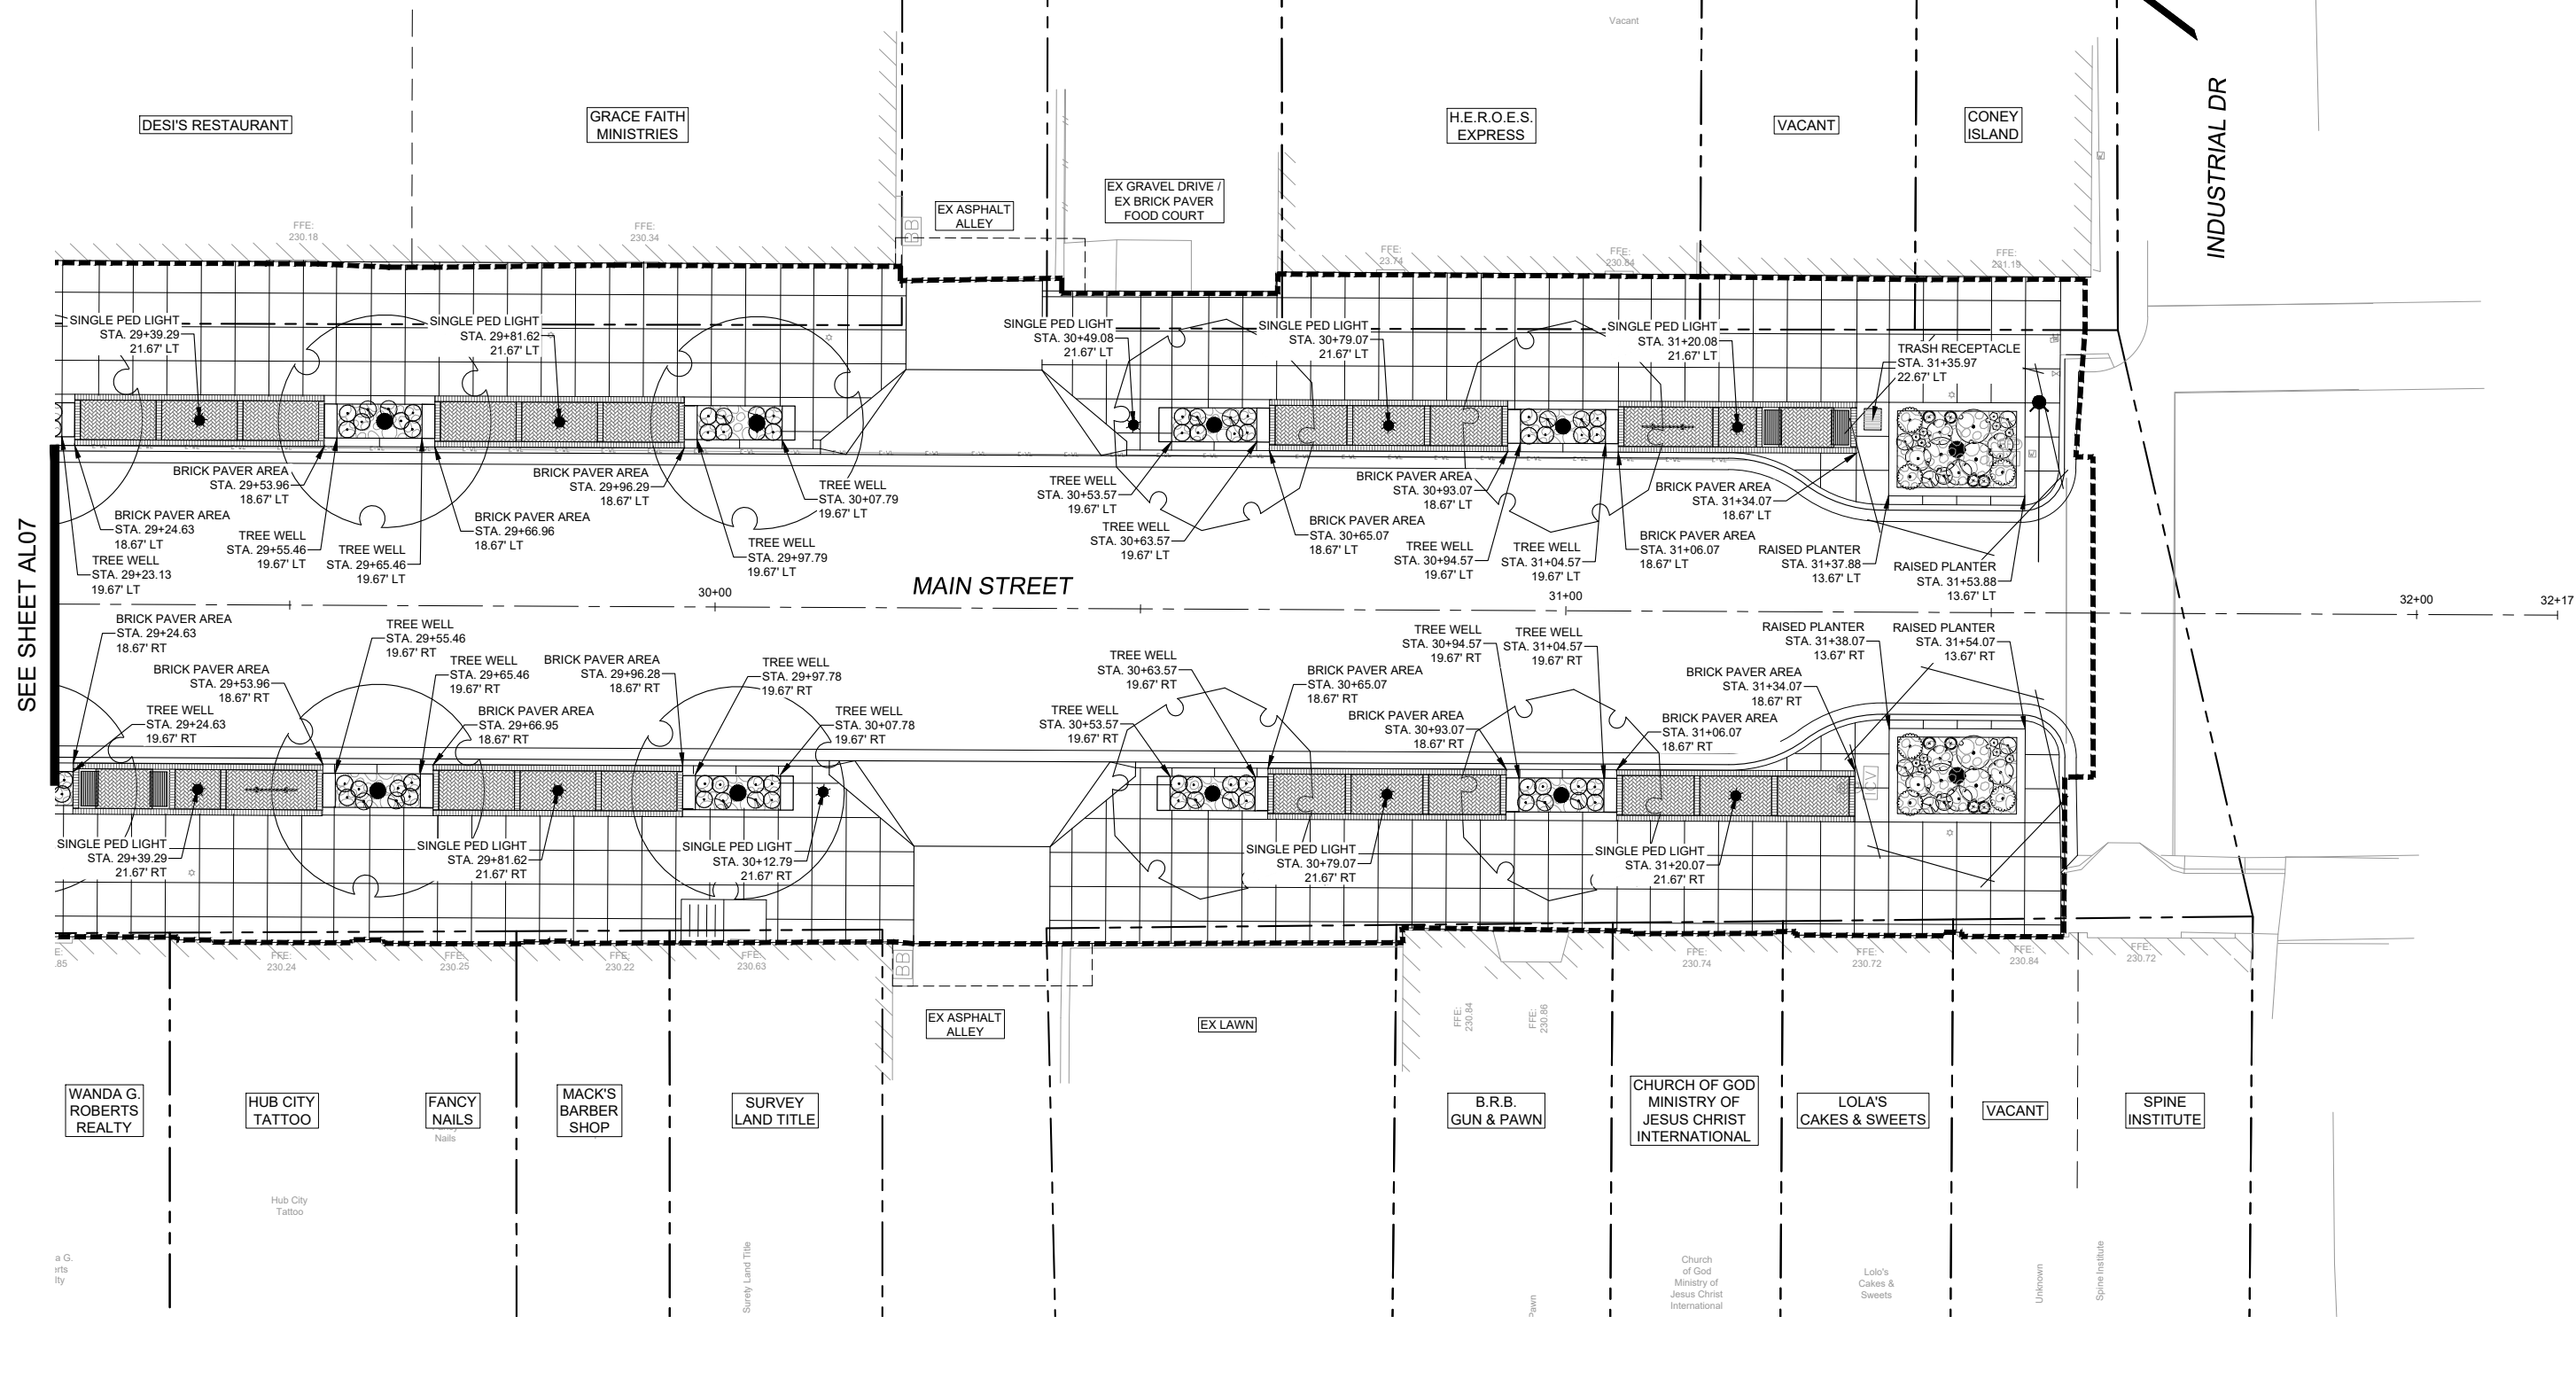 Vacant
INDUSTRIAL DR
DESI'S RESTAURANT
GRACE FAITH
MINISTRIES
H.E.R.O.E.S.
EXPRESS
VACANT
CONEY
ISLAND
EX ASPHALT
ALLEY
EX GRAVEL DRIVE /
EX BRICK PAVER
FOOD COURT
BB
FFE:
230.18
FFE:
230.34
FFE:
23.74
FFE:
230.84
FFE:
231.19
SINGLE PED LIGHT
STA. 29+39.29
21.67' LT
SINGLE PED LIGHT
STA. 29+81.62
21.67' LT
SINGLE PED LIGHT
STA. 30+49.08
21.67' LT
SINGLE PED LIGHT
STA. 30+79.07
21.67' LT
SINGLE PED LIGHT
STA. 31+20.08
21.67' LT
TRASH RECEPTACLE
STA. 31+35.97
22.67' LT
BRICK PAVER AREA
STA. 29+53.96
18.67' LT
BRICK PAVER AREA
STA. 29+96.29
18.67' LT
TREE WELL
STA. 30+07.79
19.67' LT
TREE WELL
STA. 30+53.57
19.67' LT
BRICK PAVER AREA
STA. 30+93.07
18.67' LT
BRICK PAVER AREA
STA. 31+34.07
18.67' LT
BRICK PAVER AREA
STA. 29+24.63
18.67' LT
TREE WELL
STA. 29+23.13
19.67' LT
TREE WELL
STA. 29+55.46
19.67' LT
TREE WELL
STA. 29+65.46
19.67' LT
BRICK PAVER AREA
STA. 29+66.96
18.67' LT
TREE WELL
STA. 29+97.79
19.67' LT
TREE WELL
STA. 30+63.57
19.67' LT
BRICK PAVER AREA
STA. 30+65.07
18.67' LT
TREE WELL
STA. 30+94.57
19.67' LT
TREE WELL
STA. 31+04.57
19.67' LT
BRICK PAVER AREA
STA. 31+06.07
18.67' LT
RAISED PLANTER
STA. 31+37.88
13.67' LT
RAISED PLANTER
STA. 31+53.88
13.67' LT
SEE SHEET AL07
MAIN STREET
30+00
31+00
32+00
32+17
BRICK PAVER AREA
STA. 29+24.63
18.67' RT
BRICK PAVER AREA
STA. 29+53.96
18.67' RT
TREE WELL
STA. 29+24.63
19.67' RT
TREE WELL
STA. 29+55.46
19.67' RT
TREE WELL
STA. 29+65.46
19.67' RT
BRICK PAVER AREA
STA. 29+66.95
18.67' RT
BRICK PAVER AREA
STA. 29+96.28
18.67' RT
TREE WELL
STA. 29+97.78
19.67' RT
TREE WELL
STA. 30+07.78
19.67' RT
TREE WELL
STA. 30+53.57
19.67' RT
TREE WELL
STA. 30+63.57
19.67' RT
BRICK PAVER AREA
STA. 30+65.07
18.67' RT
BRICK PAVER AREA
STA. 30+93.07
18.67' RT
TREE WELL
STA. 30+94.57
19.67' RT
TREE WELL
STA. 31+04.57
19.67' RT
BRICK PAVER AREA
STA. 31+06.07
18.67' RT
BRICK PAVER AREA
STA. 31+34.07
18.67' RT
RAISED PLANTER
STA. 31+38.07
13.67' RT
RAISED PLANTER
STA. 31+54.07
13.67' RT
ICV
SINGLE PED LIGHT
STA. 29+39.29
21.67' RT
SINGLE PED LIGHT
STA. 29+81.62
21.67' RT
SINGLE PED LIGHT
STA. 30+12.79
21.67' RT
SINGLE PED LIGHT
STA. 30+79.07
21.67' RT
SINGLE PED LIGHT
STA. 31+20.07
21.67' RT
E:
.85
FFE:
230.24
FFE:
230.25
FFE:
230.22
FFE:
230.63
BB
FFE:
230.84
FFE:
230.86
FFE:
230.74
FFE:
230.72
FFE:
230.84
FFE:
230.72
EX ASPHALT
ALLEY
EX LAWN
WANDA G.
ROBERTS
REALTY
HUB CITY
TATTOO
FANCY
NAILS
Nails
MACK'S
BARBER
SHOP
SURVEY
LAND TITLE
B.R.B.
GUN & PAWN
CHURCH OF GOD
MINISTRY OF
JESUS CHRIST
INTERNATIONAL
LOLA'S
CAKES & SWEETS
VACANT
SPINE
INSTITUTE
a G.
erts
lty
Hub City
Tattoo
Surety Land Title
Pawn
Church
of God
Ministry of
Jesus Christ
International
Lolo's
Cakes &
Sweets
Unknown
Spine Institute